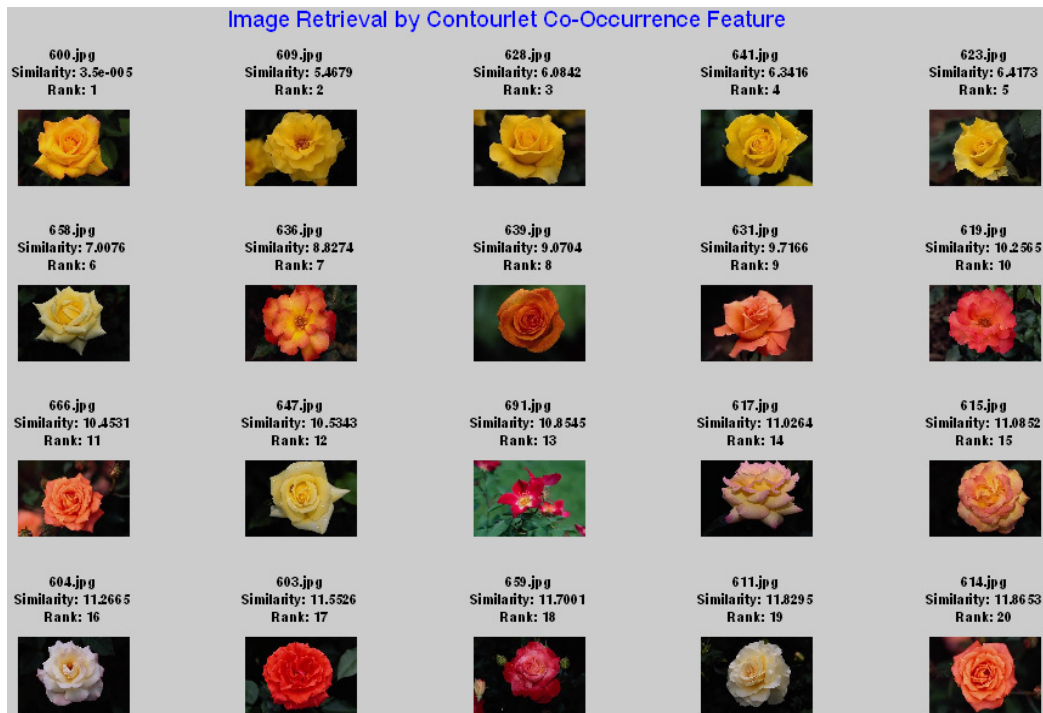 Image Retrieval by Contourlet Co-Occurrence Feature
600.jpg
Similarity: 3.5e-005
Rank: 1
609.jpg
Similarity: 5.4679
Rank: 2
628.jpg
Similarity: 6.0842
Rank: 3
641.jpg
Similarity: 6.3416
Rank: 4
623.jpg
Similarity: 6.4173
Rank: 5
658.jpg
Similarity: 7.0076
Rank: 6
636.jpg
Similarity: 8.8274
Rank: 7
639.jpg
Similarity: 9.0704
Rank: 8
631.jpg
Similarity: 9.7166
Rank: 9
619.jpg
Similarity: 10.2565
Rank: 10
666.jpg
Similarity: 10.4531
Rank: 11
647.jpg
Similarity: 10.5343
Rank: 12
691.jpg
Similarity: 10.8545
Rank: 13
617.jpg
Similarity: 11.0264
Rank: 14
615.jpg
Similarity: 11.0852
Rank: 15
604.jpg
Similarity: 11.2665
Rank: 16
603.jpg
Similarity: 11.5526
Rank: 17
659.jpg
Similarity: 11.7001
Rank: 18
611.jpg
Similarity: 11.8295
Rank: 19
614.jpg
Similarity: 11.8653
Rank: 20